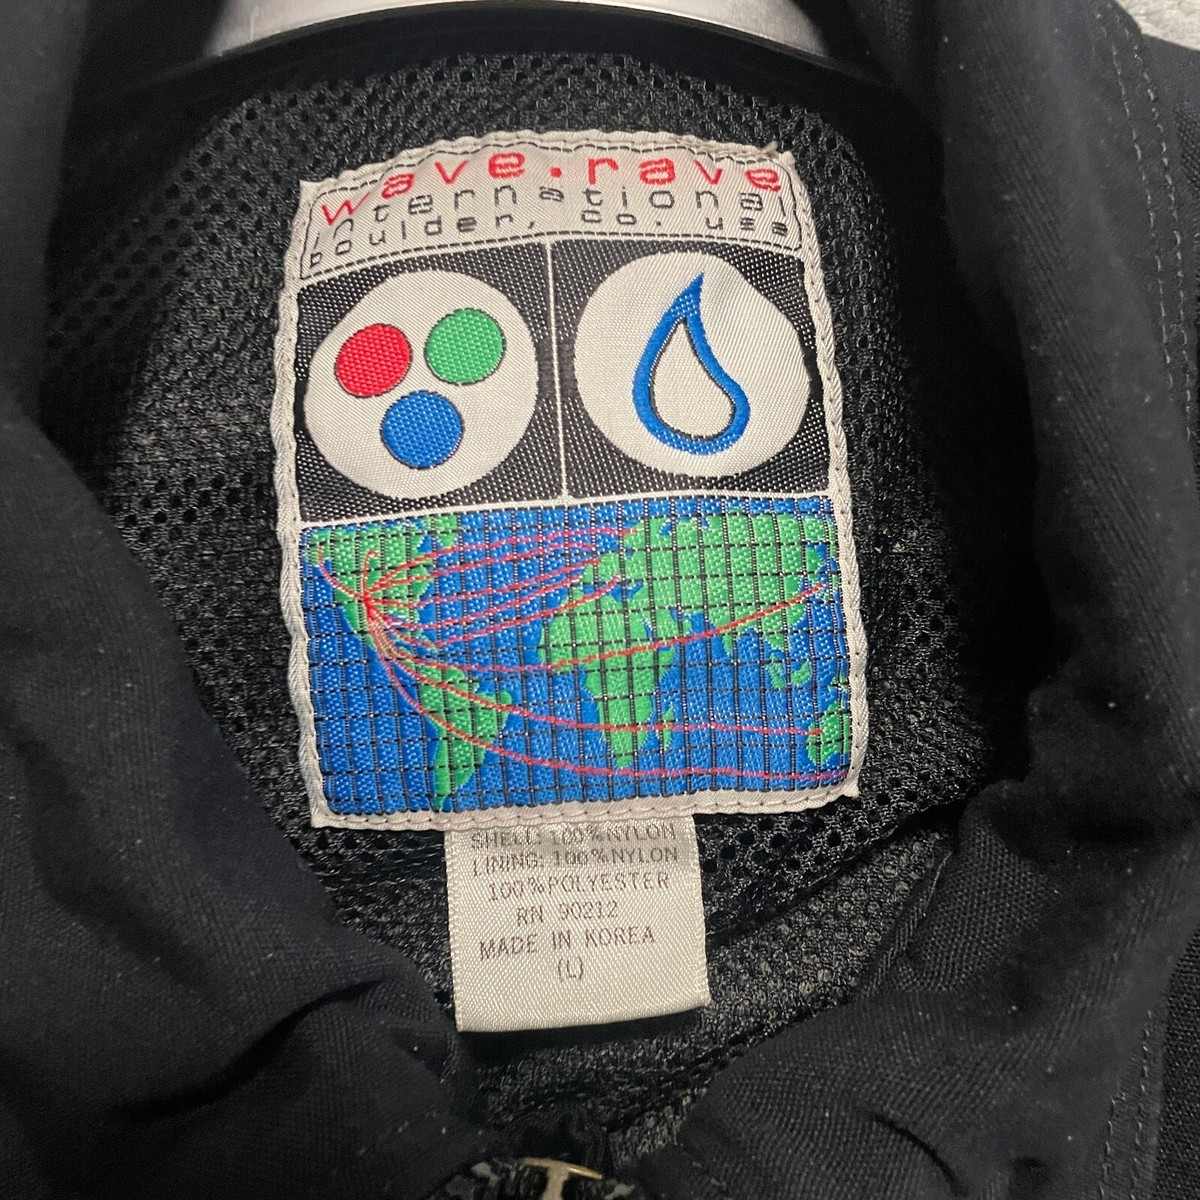 wave.rave
international
boulder, co. usa
SHELL: 100%NYLON
LINING: 100%NYLON
100%POLYESTER
RN 90212
MADE IN KOREA
(L)